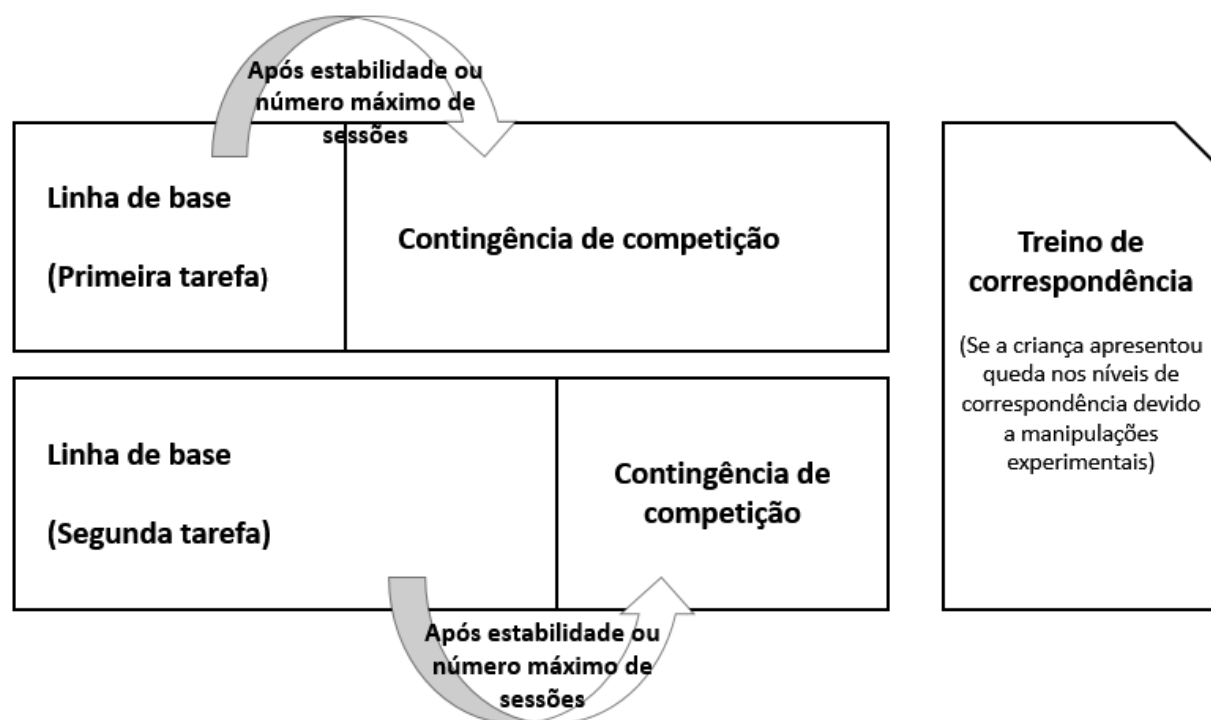 Após estabilidade ou
número máximo de
sessões
Linha de base
(Primeira tarefa)
Contingência de competição
Linha de base
(Segunda tarefa)
Contingência de
competição
Após estabilidade ou
número máximo de
sessões
Treino de
correspondência
(Se a criança apresentou
queda nos níveis de
correspondência devido
a manipulações
experimentais)